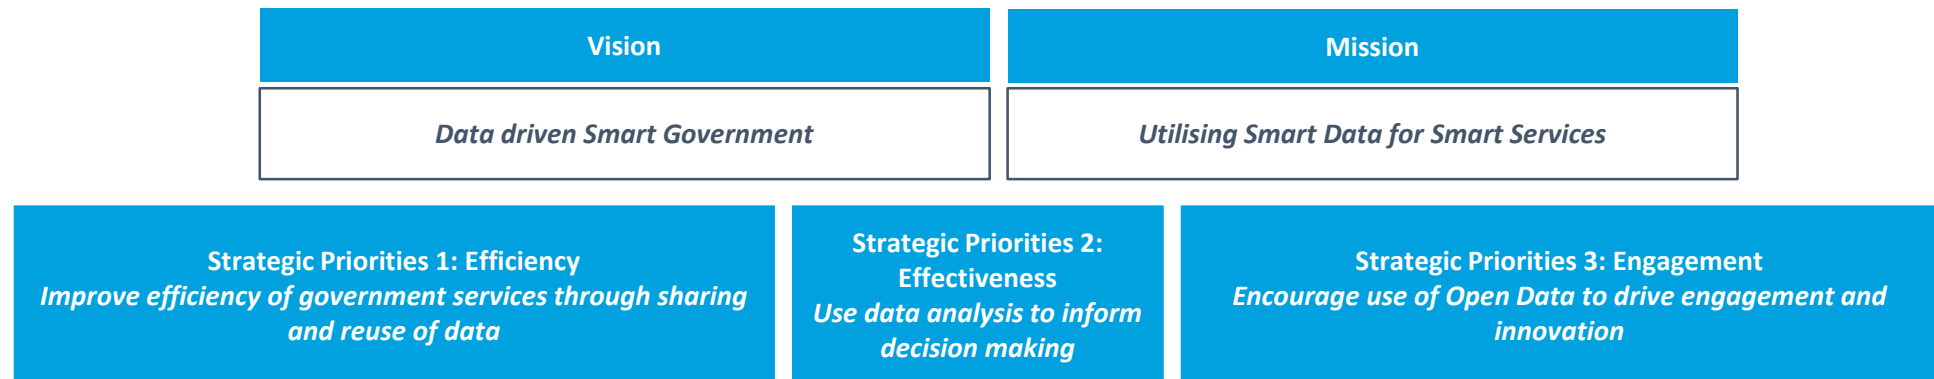 Vision
Mission
Data driven Smart Government
Utilising Smart Data for Smart Services
Strategic Priorities 1: Efficiency
Improve efficiency of government services through sharing
and reuse of data
Strategic Priorities 2:
Effectiveness
Use data analysis to inform
decision making
Strategic Priorities 3: Engagement
Encourage use of Open Data to drive engagement and
innovation